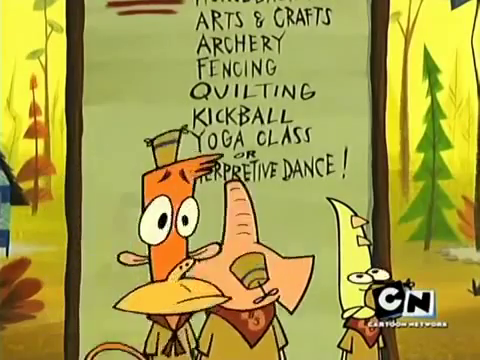 ARTS & CRAFTS
ARCHERY
FENCING
QUILTING
KICKBALL
YOGA CLASS
OR
DANCE!
CN
CARTOON NETWORK